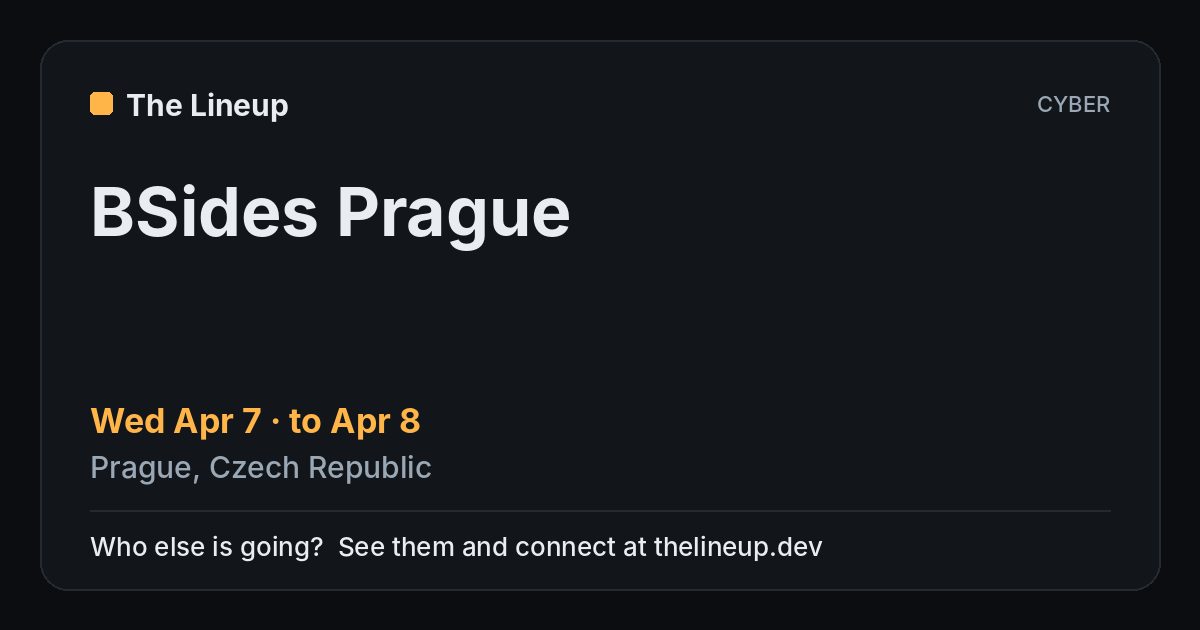 The Lineup
CYBER
BSides Prague
Wed Apr 7 · to Apr 8
Prague, Czech Republic
Who else is going? See them and connect at thelineup.dev